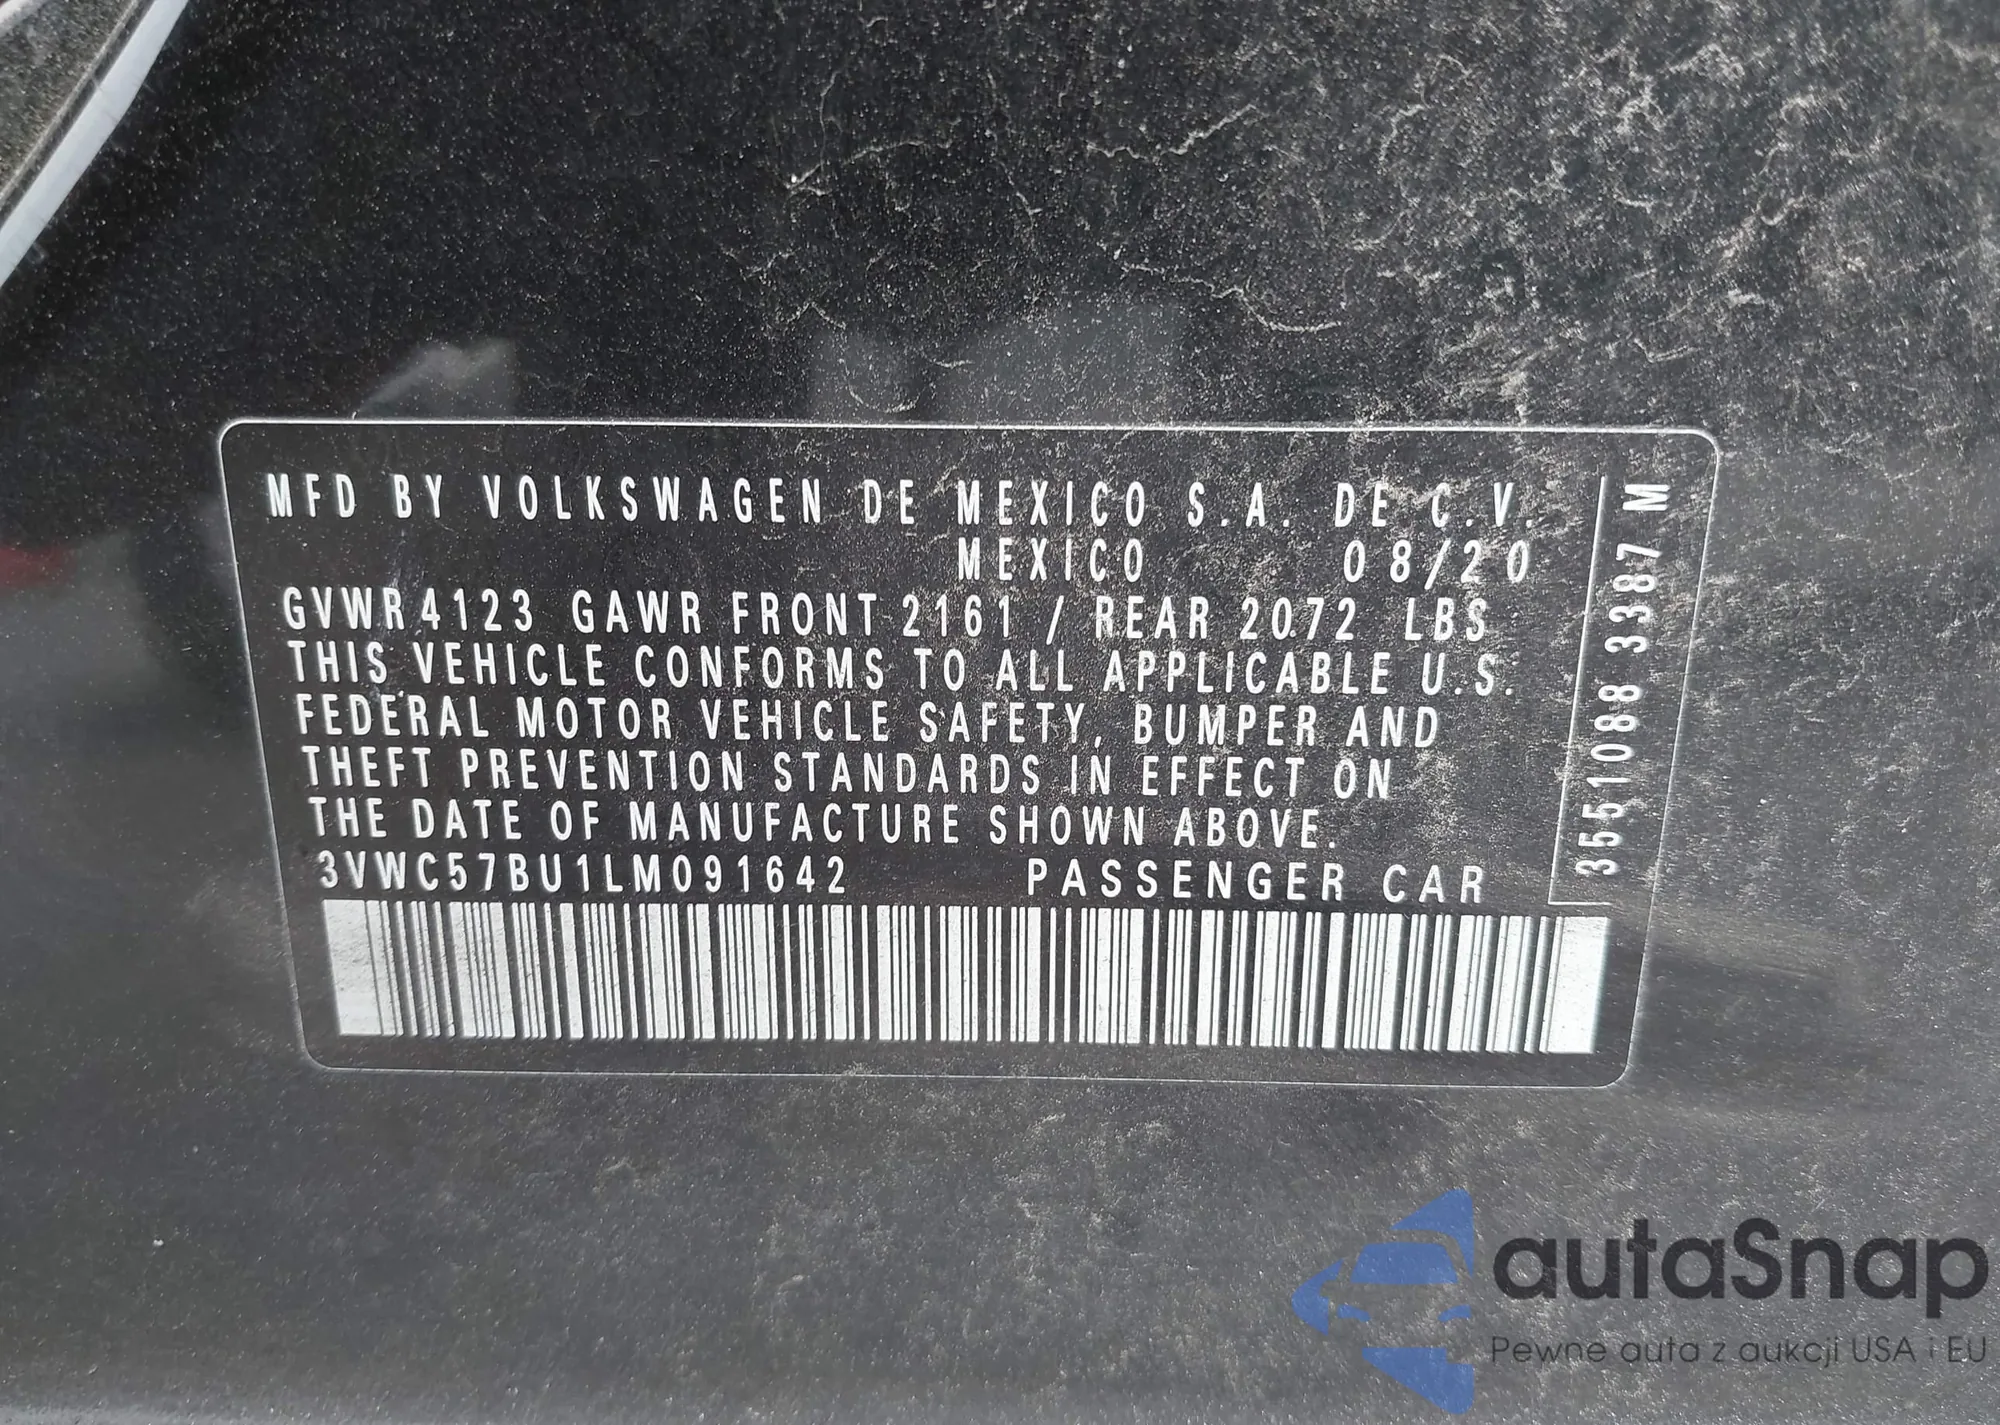 MFD BY VOLKSWAGEN DE MEXICO S.A. DE C.V.
MEXICO 08/20
GVWR 4123 GAWR FRONT 2161 / REAR 2072 LBS
THIS VEHICLE CONFORMS TO ALL APPLICABLE U.S.
FEDERAL MOTOR VEHICLE SAFETY, BUMPER AND
THEFT PREVENTION STANDARDS IN EFFECT ON
THE DATE OF MANUFACTURE SHOWN ABOVE.
3VWC57BU1LM091642 PASSENGER CAR
3551088 3387 M
autaSnap
Pewne auta z aukcji USA i EU